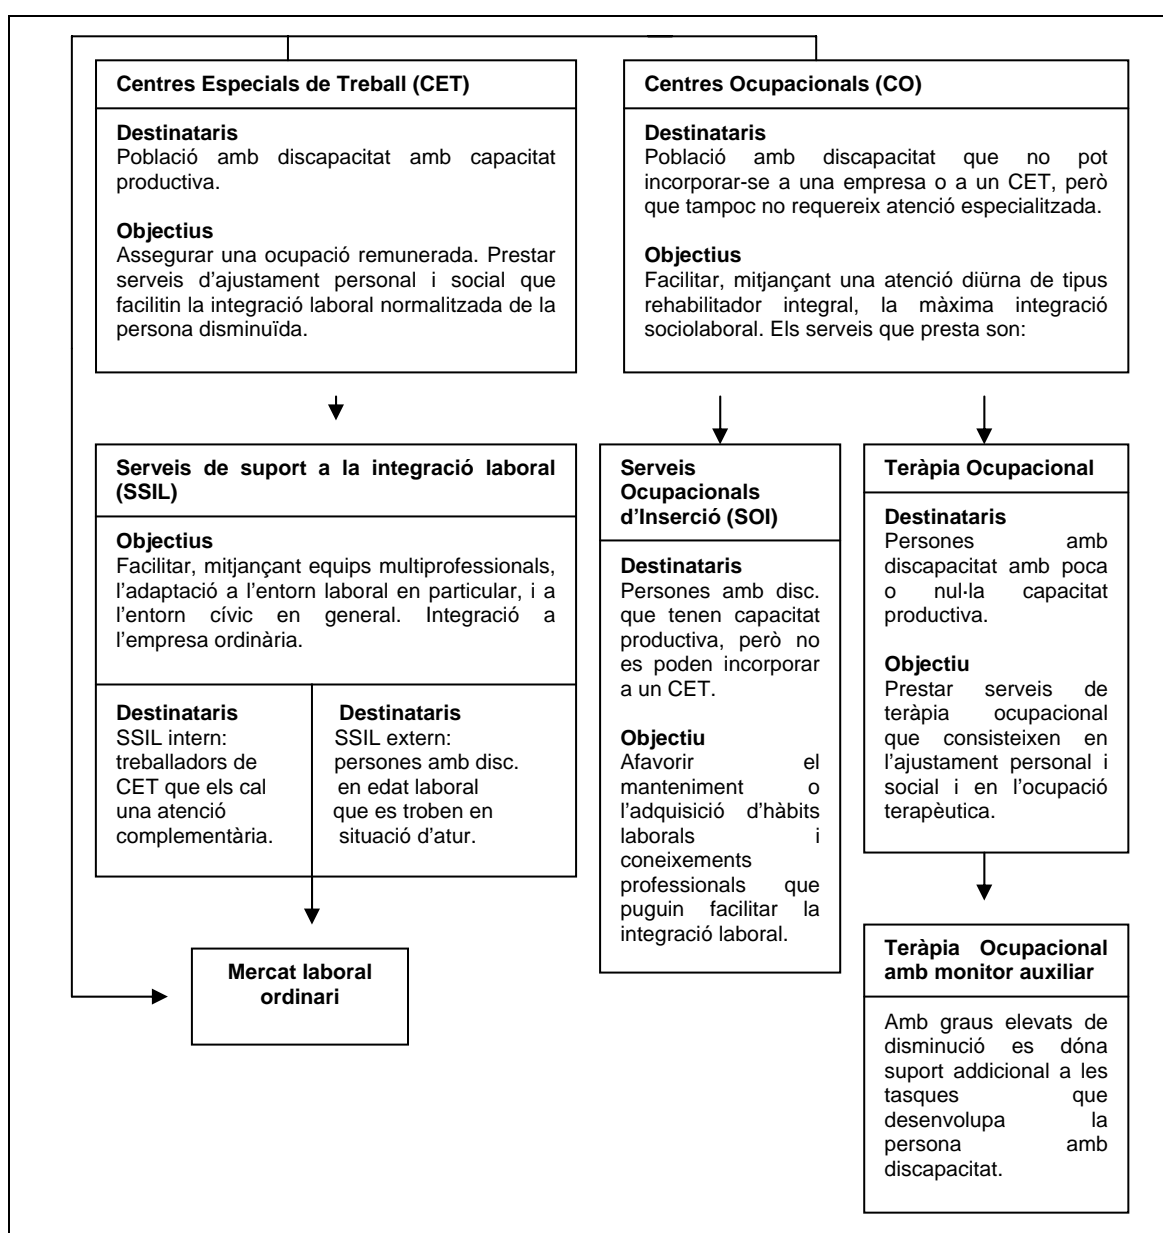 Centres Especials de Treball (CET)
Destinataris
Població amb discapacitat amb capacitat
productiva.
Objectius
Assegurar una ocupació remunerada. Prestar
serveis d’ajustament personal i social que
facilitin la integració laboral normalitzada de la
persona disminuïda.
Centres Ocupacionals (CO)
Destinataris
Població amb discapacitat que no pot
incorporar-se a una empresa o a un CET, però
que tampoc no requereix atenció especialitzada.
Objectius
Facilitar, mitjançant una atenció diürna de tipus
rehabilitador integral, la màxima integració
sociolaboral. Els serveis que presta son:
Serveis de suport a la integració laboral
(SSIL)
Objectius
Facilitar, mitjançant equips multiprofessionals,
l’adaptació a l’entorn laboral en particular, i a
l’entorn cívic en general. Integració a
l’empresa ordinària.
Destinataris
SSIL intern:
treballadors de
CET que els cal
una atenció
complementària.
Destinataris
SSIL extern:
persones amb disc.
en edat laboral
que es troben en
situació d’atur.
Mercat laboral
ordinari
Serveis
Ocupacionals
d’Inserció (SOI)
Destinataris
Persones amb disc.
que tenen capacitat
productiva, però no
es poden incorporar
a un CET.
Objectiu
Afavorir el
manteniment o
l’adquisició d’hàbits
laborals i
coneixements
professionals que
puguin facilitar la
integració laboral.
Teràpia Ocupacional
Destinataris
Persones amb
discapacitat amb poca
o nul·la capacitat
productiva.
Objectiu
Prestar serveis de
teràpia ocupacional
que consisteixen en
l’ajustament personal i
social i en l’ocupació
terapèutica.
Teràpia Ocupacional
amb monitor auxiliar
Amb graus elevats de
disminució es dóna
suport addicional a les
tasques que
desenvolupa la
persona amb
discapacitat.